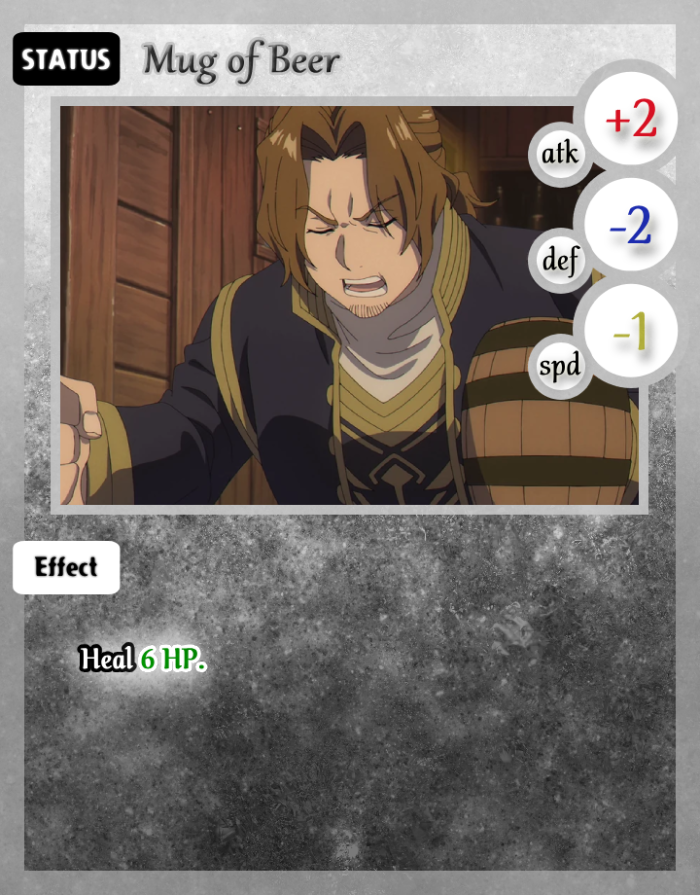 STATUS Mug of Beer
+2
atk
-2
def
-1
spd
Effect
Heal 6 HP.